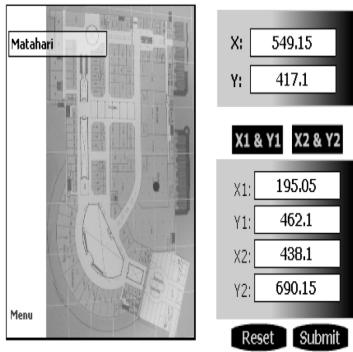 Matahari
Menu
X: 549.15
Y: 417.1
X1 & Y1 X2 & Y2
X1: 195.05
Y1: 462.1
X2: 438.1
Y2: 690.15
Reset Submit